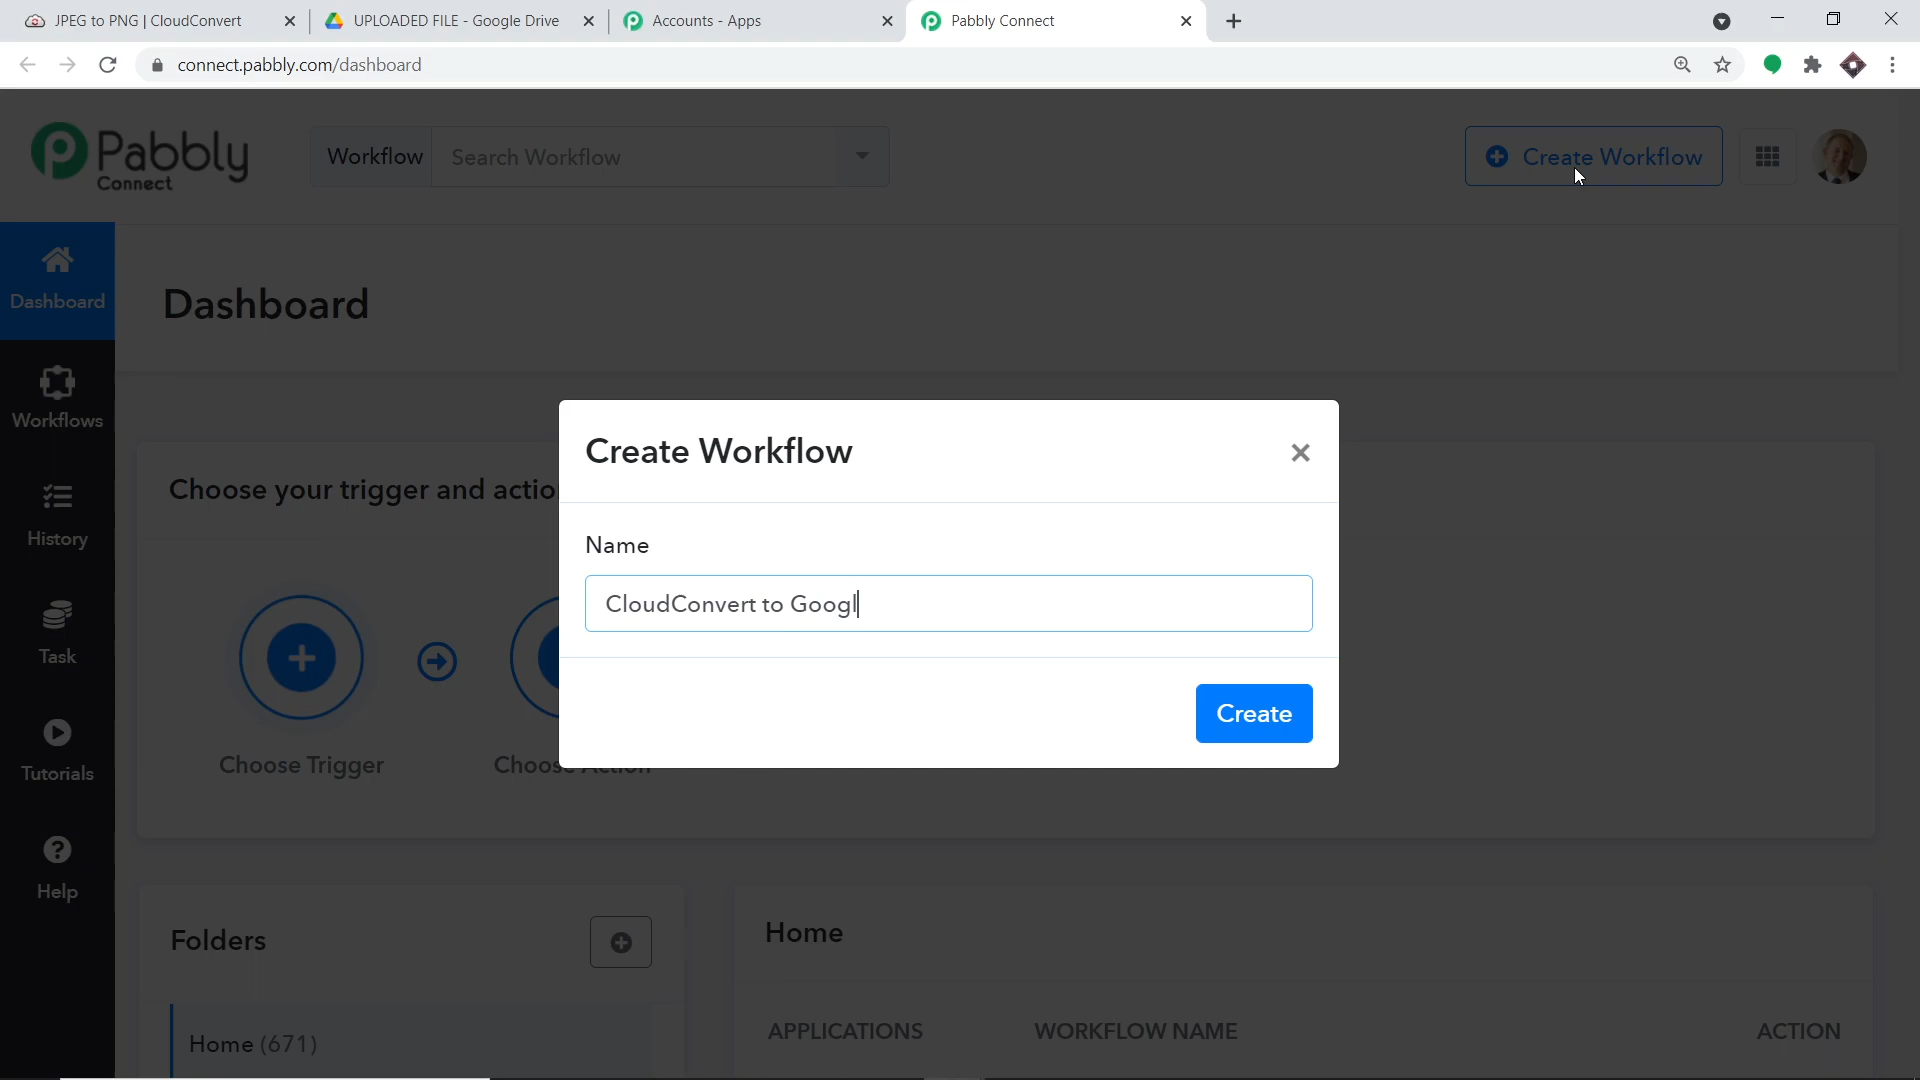 JPEG to PNG | CloudConvert
UPLOADED FILE - Google Drive
Accounts - Apps
Pabbly Connect
connect.pabbly.com/dashboard
Pabbly
Connect
Workflow
Search Workflow
Create Workflow
Dashboard
Workflows
History
Task
Tutorials
Help
Dashboard
Choose your trigger and actio
Choose Trigger
Choose Action
Create Workflow
Name
CloudConvert to Googl
Create
Folders
Home (671)
Home
APPLICATIONS WORKFLOW NAME ACTION